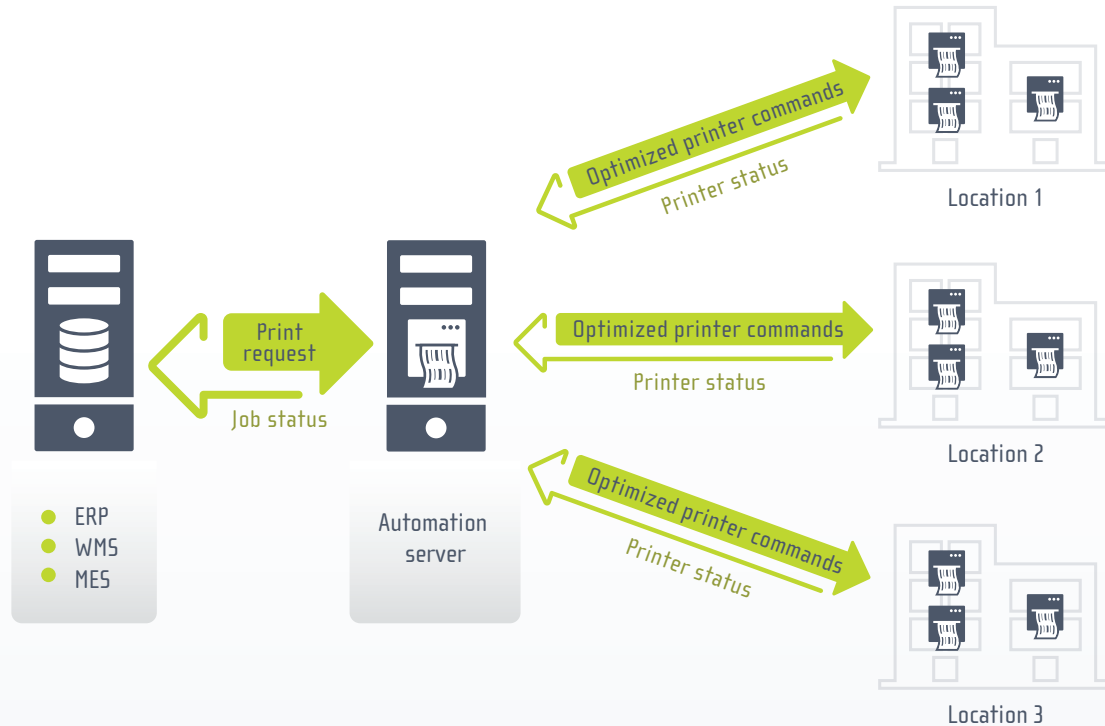 Optimized printer commands
Printer status
Location 1
Print
request
Job status
Optimized printer commands
Printer status
Location 2
ERP
WMS
MES
Automation
server
Optimized printer commands
Printer status
Location 3